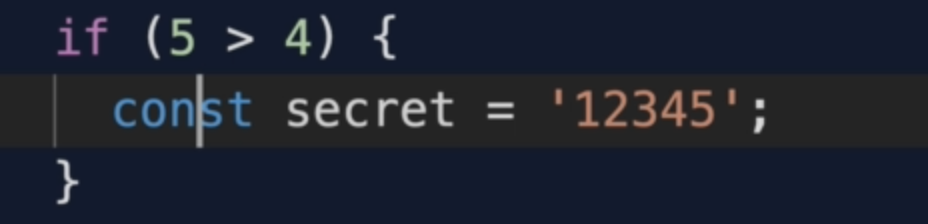 if (5 > 4) {
  const secret = '12345';
}